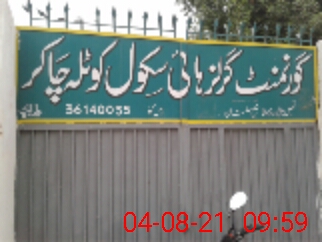 گورنمنٹ گرلز ہائی سکول کوٹلہ چاکر
36140055
04-08-21 09:59